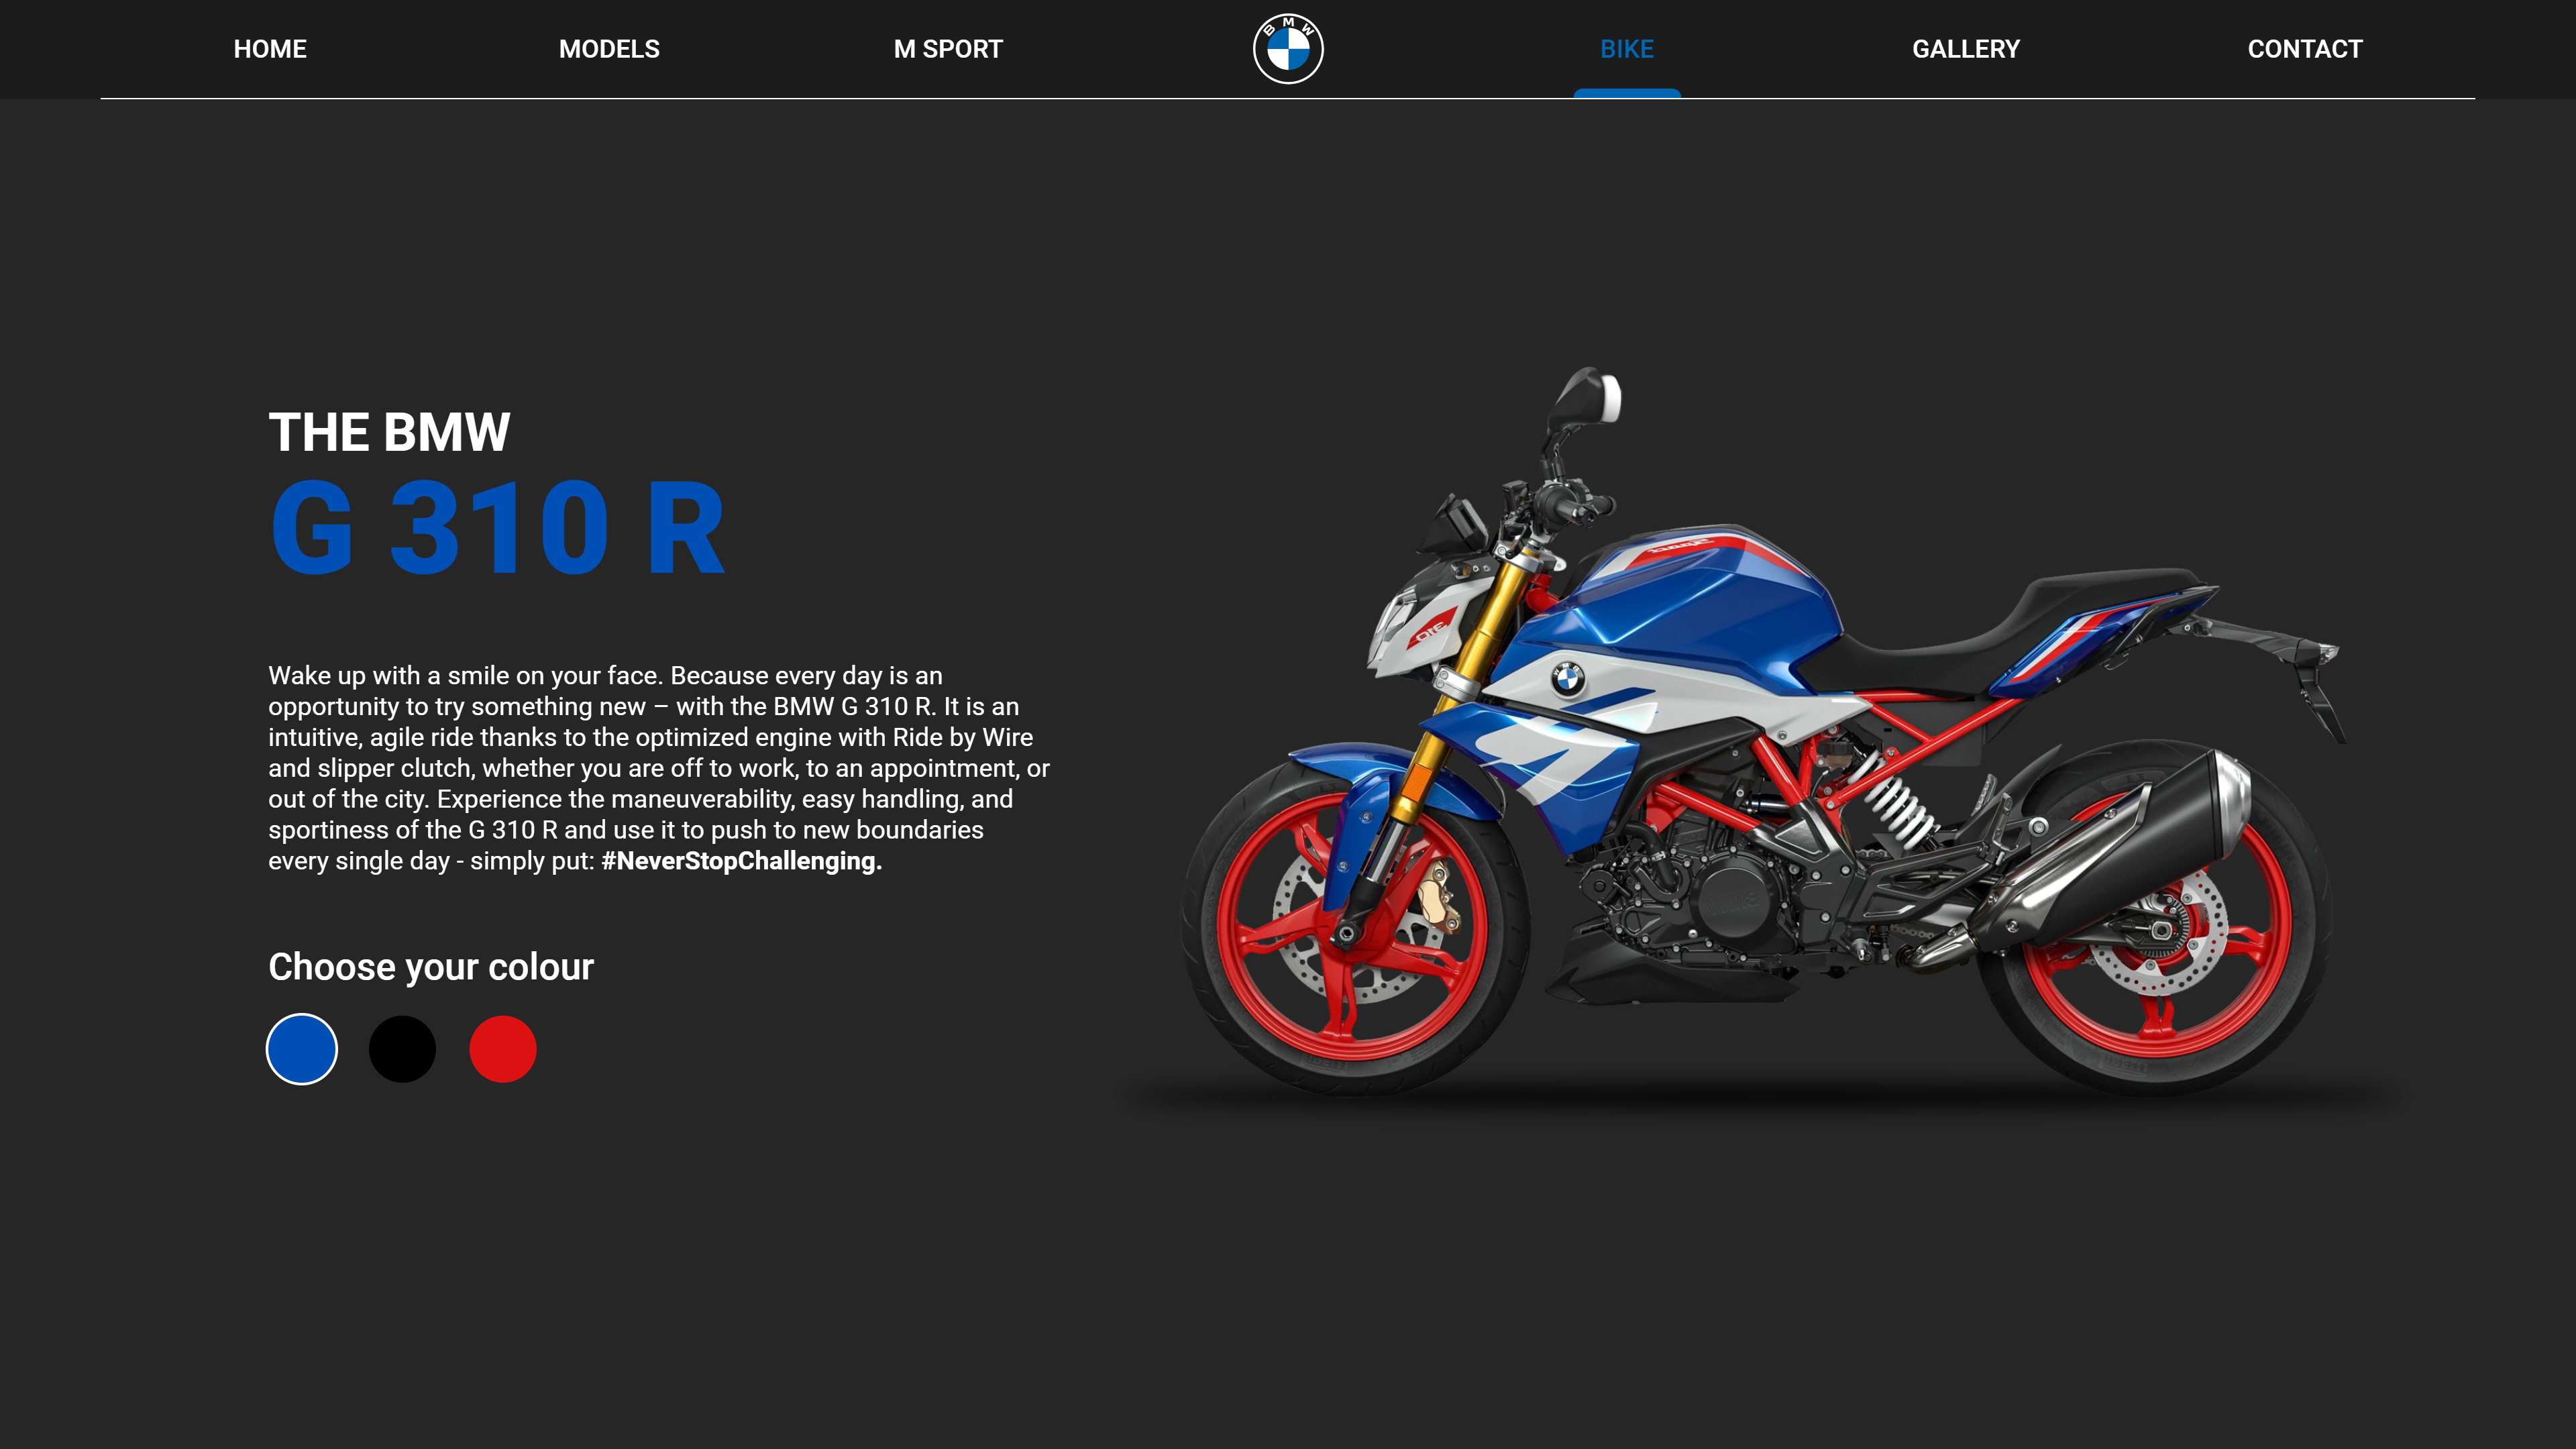 HOME
MODELS
M SPORT
BMW
BIKE
GALLERY
CONTACT
THE BMW
G 310 R
Wake up with a smile on your face. Because every day is an
opportunity to try something new – with the BMW G 310 R. It is an
intuitive, agile ride thanks to the optimized engine with Ride by Wire
and slipper clutch, whether you are off to work, to an appointment, or
out of the city. Experience the maneuverability, easy handling, and
sportiness of the G 310 R and use it to push to new boundaries
every single day - simply put: #NeverStopChallenging.
Choose your colour